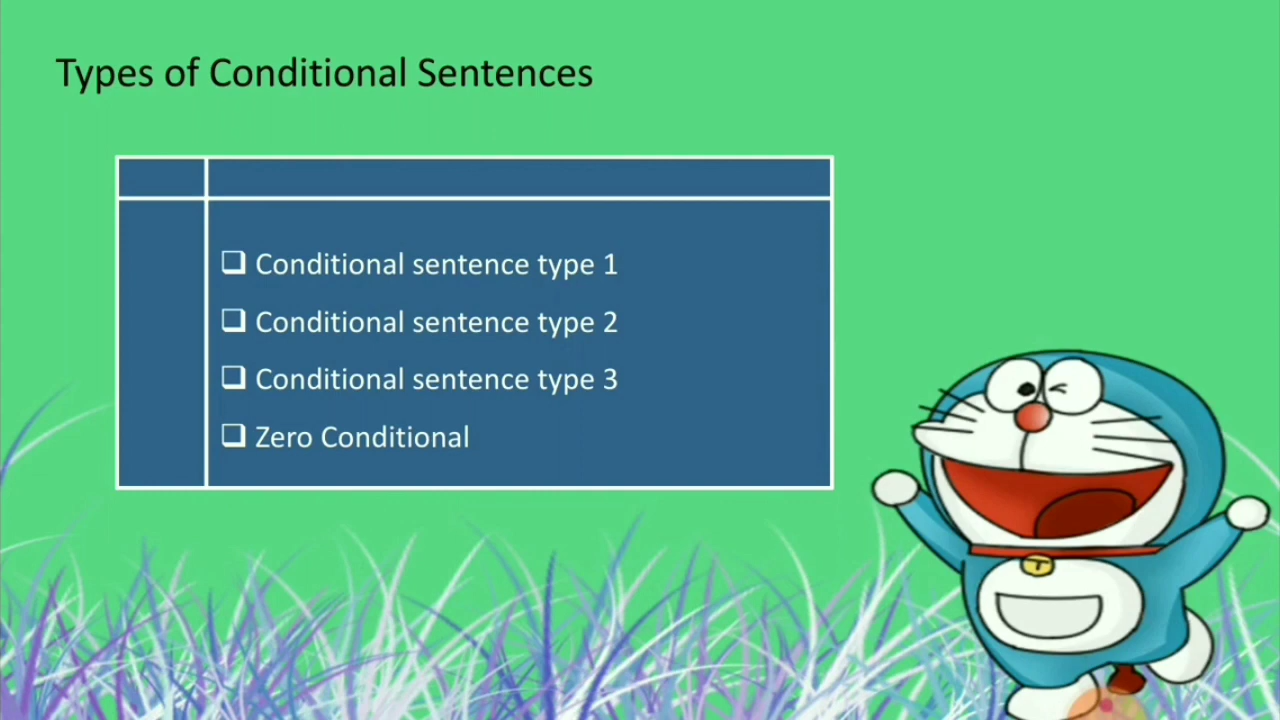 Types of Conditional Sentences
❑ Conditional sentence type 1
❑ Conditional sentence type 2
❑ Conditional sentence type 3
❑ Zero Conditional